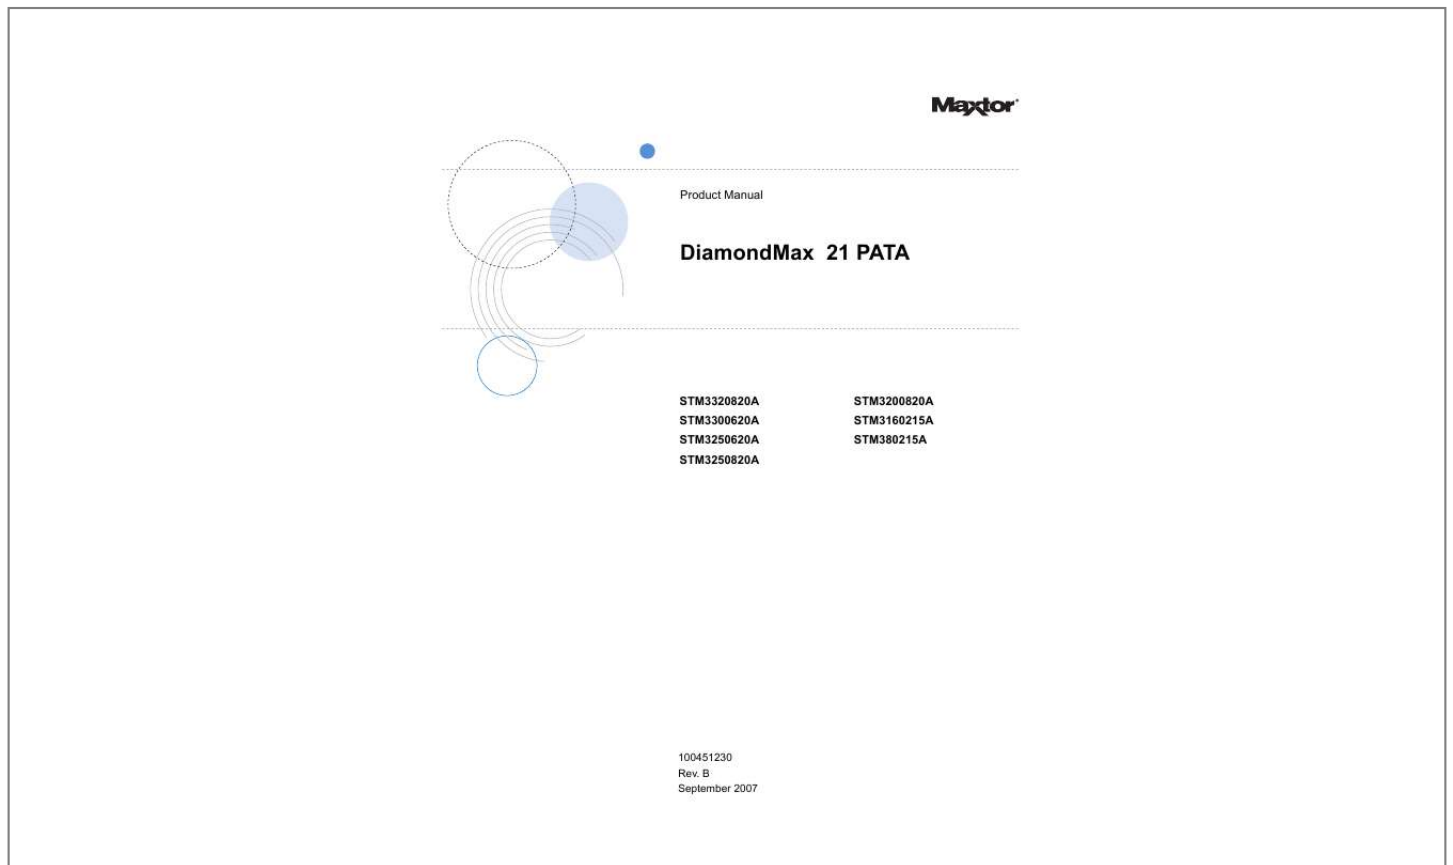 Maxtor
Product Manual
DiamondMax 21 PATA
STM3320820A
STM3300620A
STM3250620A
STM3250820A
STM3200820A
STM3160215A
STM380215A
100451230
Rev. B
September 2007